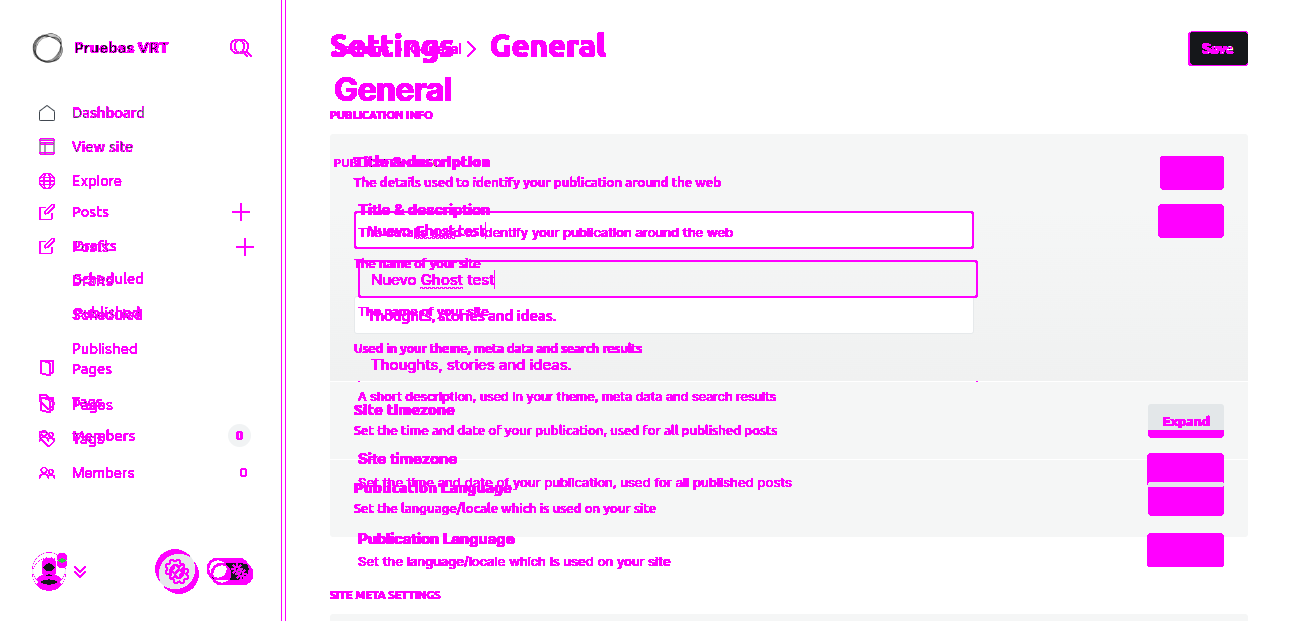 Pruebas VRT
Dashboard
View site
Explore
Posts
Drafts
Scheduled
Published
Published
Pages
Tags
Pages
Members
0
Tags
Members
0
Settings
General
Save
General
PUBLICATION INFO
Title & description
The details used to identify your publication around the web
Title & description
Nuevo Ghost test
identify your publication around the web
The name of your site
Nuevo Ghost test
The name of your site
Thoughts, stories and ideas.
Used in your theme, meta data and search results
Thoughts, stories and ideas.
A short description, used in your theme, meta data and search results
Site timezone
Expand
Set the time and date of your publication, used for all published posts
Site timezone
Set the time and date of your publication, used for all published posts
Publication Language
Set the language/locale which is used on your site
Publication Language
Set the language/locale which is used on your site
SITE META SETTINGS